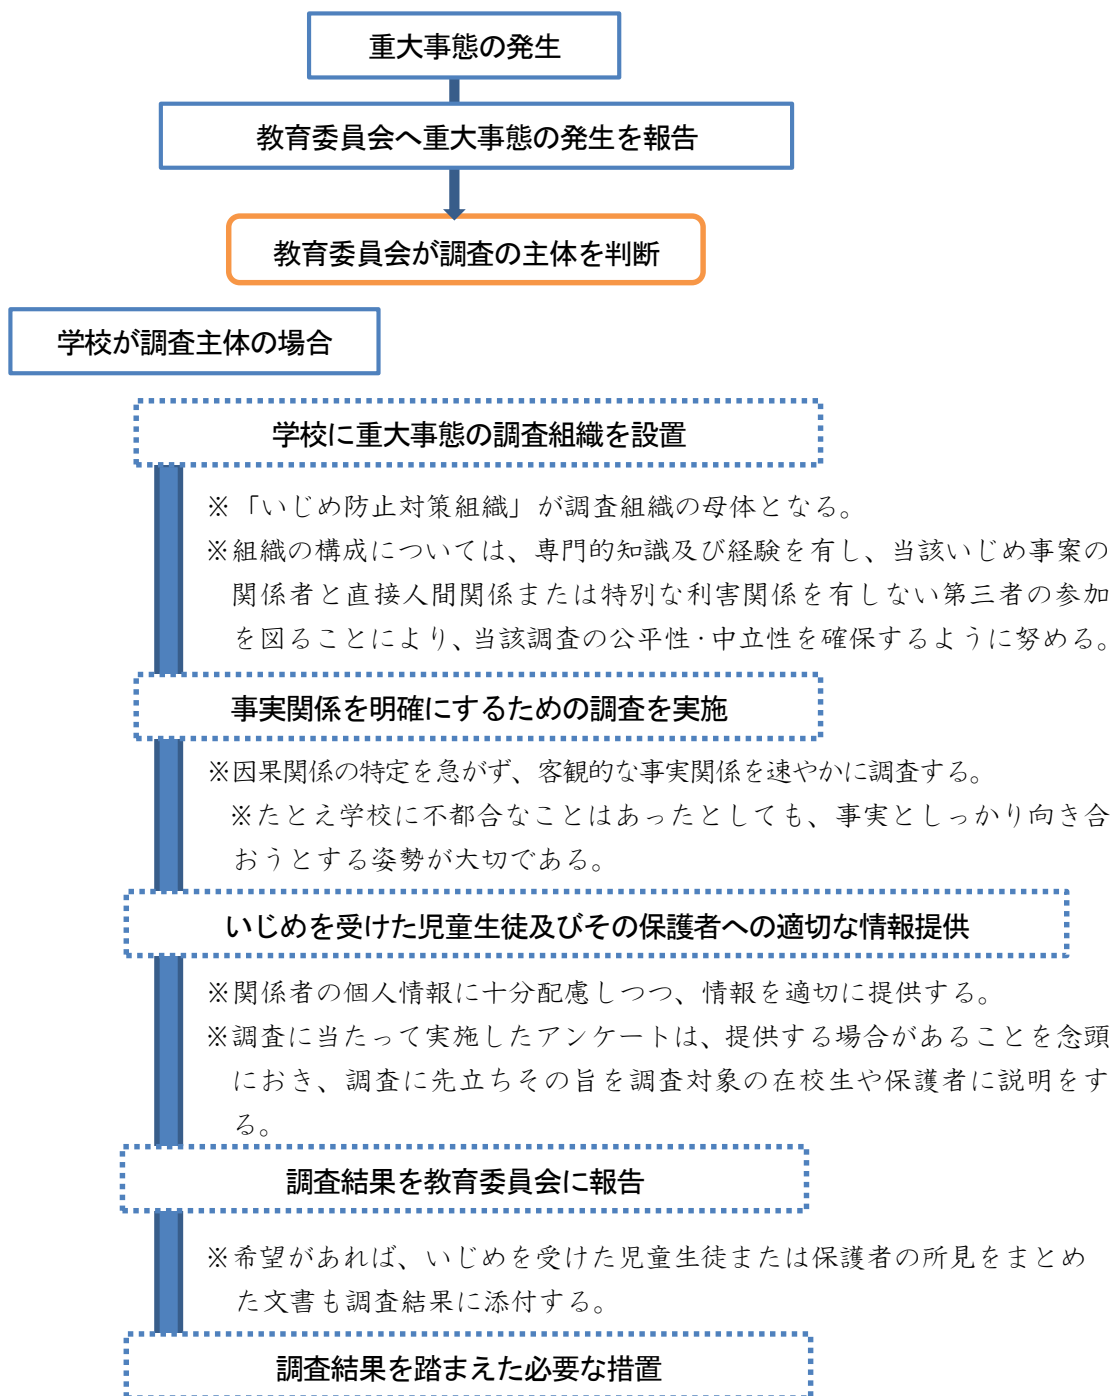 重大事態の発生
教育委員会へ重大事態の発生を報告
教育委員会が調査の主体を判断
学校が調査主体の場合
学校に重大事態の調査組織を設置
※「いじめ防止対策組織」が調査組織の母体となる。
※組織の構成については、専門的知識及び経験を有し、当該いじめ事案の
関係者と直接人間関係または特別な利害関係を有しない第三者の参加
を図ることにより、当該調査の公平性・中立性を確保するように努める。
事実関係を明確にするための調査を実施
※因果関係の特定を急がず、客観的な事実関係を速やかに調査する。
※たとえ学校に不都合なことはあったとしても、事実としっかり向き合
おうとする姿勢が大切である。
いじめを受けた児童生徒及びその保護者への適切な情報提供
※関係者の個人情報に十分配慮しつつ、情報を適切に提供する。
※調査に当たって実施したアンケートは、提供する場合があることを念頭
におき、調査に先立ちその旨を調査対象の在校生や保護者に説明をす
る。
調査結果を教育委員会に報告
※希望があれば、いじめを受けた児童生徒または保護者の所見をまとめ
た文書も調査結果に添付する。
調査結果を踏まえた必要な措置